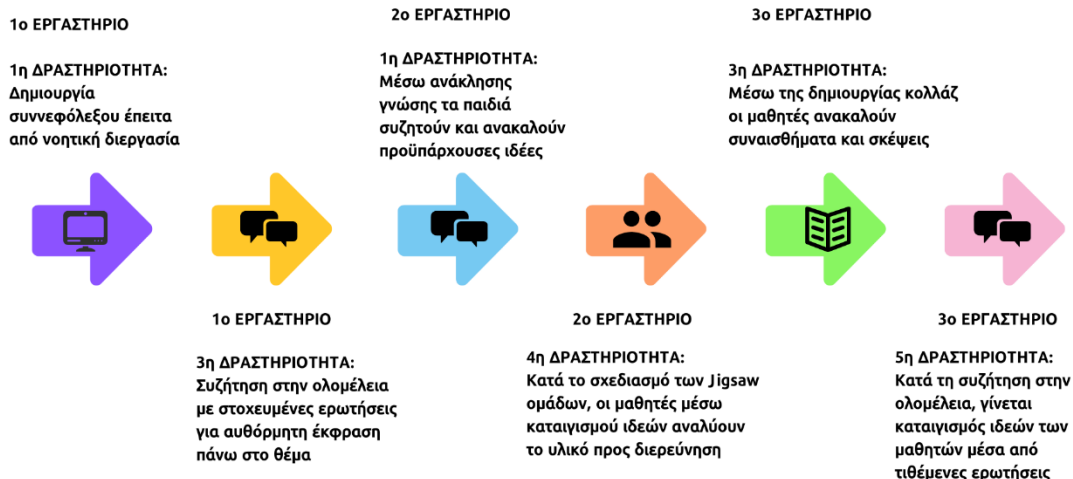 1ο ΕΡΓΑΣΤΗΡΙΟ
1η ΔΡΑΣΤΗΡΙΟΤΗΤΑ:
Δημιουργία
συννεφόλεξου έπειτα
από νοητική διεργασία
2ο ΕΡΓΑΣΤΗΡΙΟ
1η ΔΡΑΣΤΗΡΙΟΤΗΤΑ:
Μέσω ανάκλησης
γνώσης τα παιδιά
συζητούν και ανακαλούν
προϋπάρχουσες ιδέες
3ο ΕΡΓΑΣΤΗΡΙΟ
3η ΔΡΑΣΤΗΡΙΟΤΗΤΑ:
Μέσω της δημιουργίας κολλάζ
οι μαθητές ανακαλούν
συναισθήματα και σκέψεις
1ο ΕΡΓΑΣΤΗΡΙΟ
3η ΔΡΑΣΤΗΡΙΟΤΗΤΑ:
Συζήτηση στην ολομέλεια
με στοχευμένες ερωτήσεις
για αυθόρμητη έκφραση
πάνω στο θέμα
2ο ΕΡΓΑΣΤΗΡΙΟ
4η ΔΡΑΣΤΗΡΙΟΤΗΤΑ:
Κατά το σχεδιασμό των Jigsaw
ομάδων, οι μαθητές μέσω
καταιγισμού ιδεών αναλύουν
το υλικό προς διερεύνηση
3ο ΕΡΓΑΣΤΗΡΙΟ
5η ΔΡΑΣΤΗΡΙΟΤΗΤΑ:
Κατά τη συζήτηση στην
ολομέλεια, γίνεται
καταιγισμός ιδεών των
μαθητών μέσα από
τιθέμενες ερωτήσεις